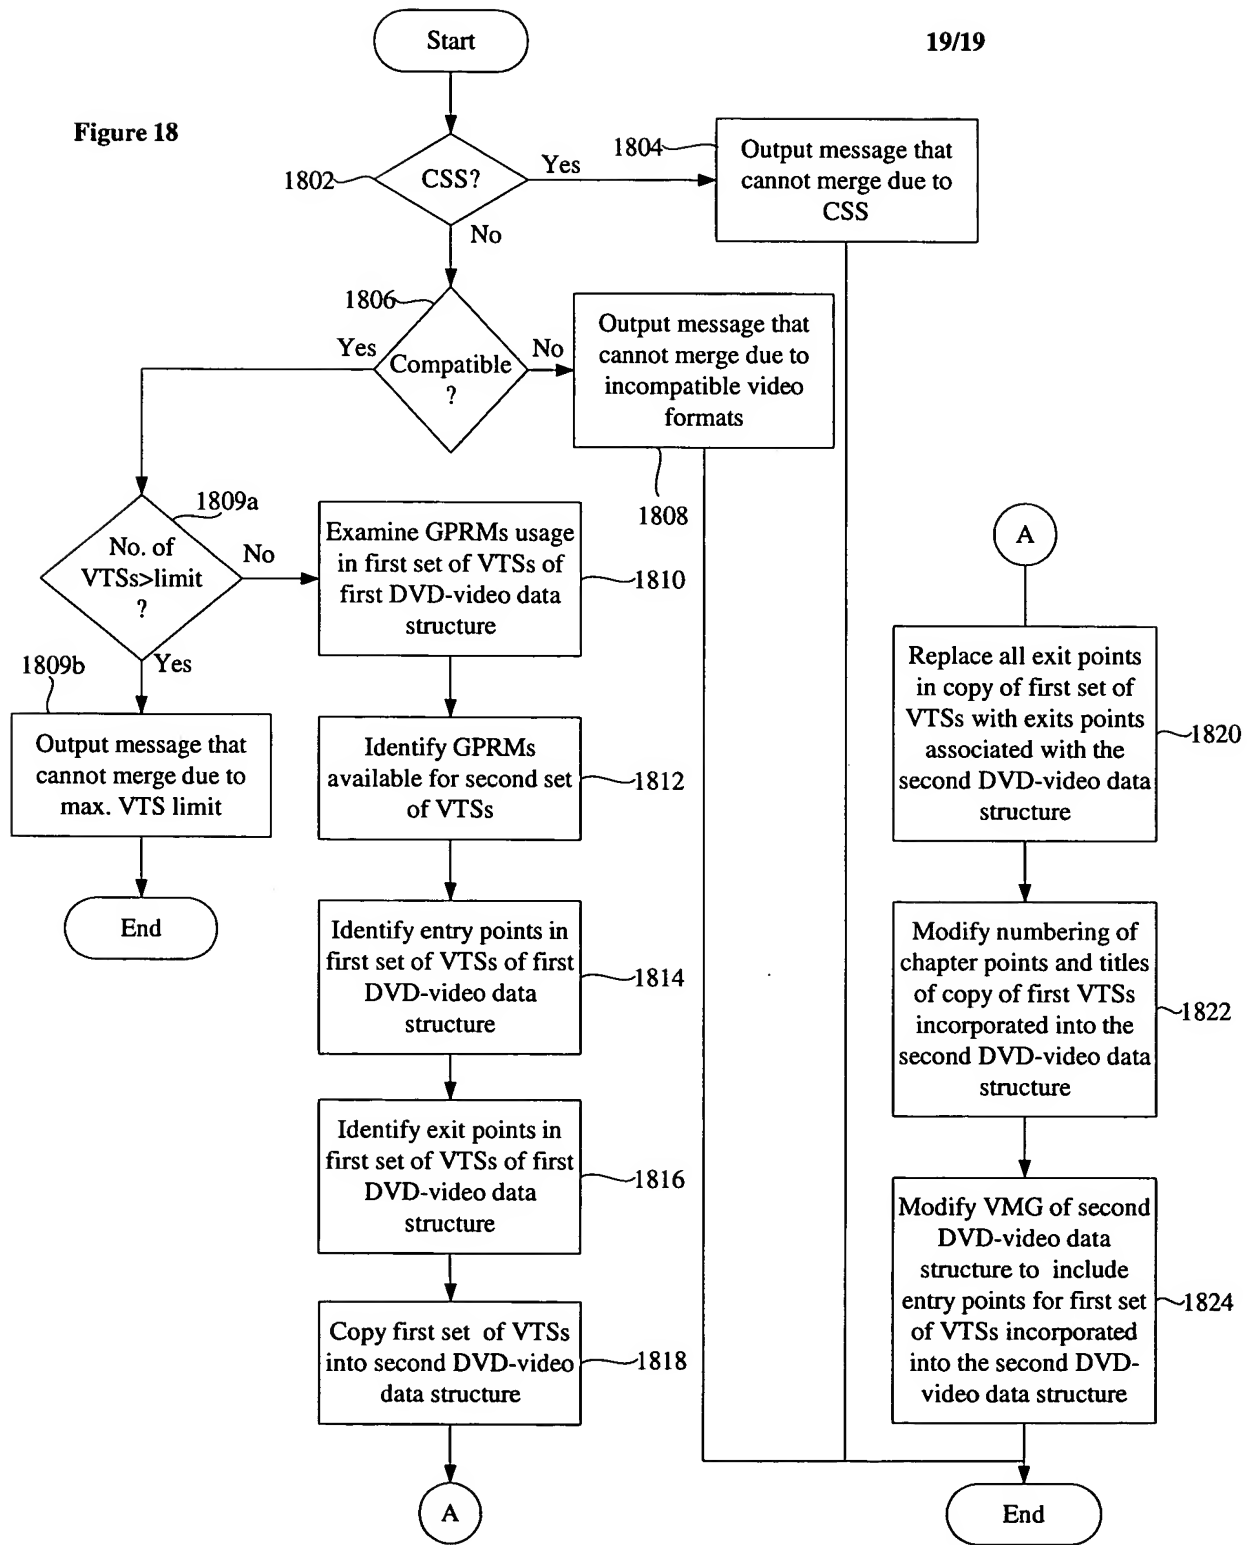 Start
19/19
Figure 18
1802
CSS?
Yes
No
1804
Output message that
cannot merge due to
CSS
1806
Compatible
?
Yes
No
Output message that
cannot merge due to
incompatible video
formats
1808
1809a
No. of
VTSs>limit
?
No
Yes
1809b
Output message that
cannot merge due to
max. VTS limit
End
Examine GPRMs usage
in first set of VTSs of
first DVD-video data
structure
1810
Identify GPRMs
available for second set
of VTSs
1812
Identify entry points in
first set of VTSs of first
DVD-video data
structure
1814
Identify exit points in
first set of VTSs of first
DVD-video data
structure
1816
Copy first set of VTSs
into second DVD-video
data structure
1818
A
A
Replace all exit points
in copy of first set of
VTSs with exits points
associated with the
second DVD-video data
structure
1820
Modify numbering of
chapter points and titles
of copy of first VTSs
incorporated into the
second DVD-video data
structure
1822
Modify VMG of second
DVD-video data
structure to include
entry points for first set
of VTSs incorporated
into the second DVD-
video data structure
1824
End